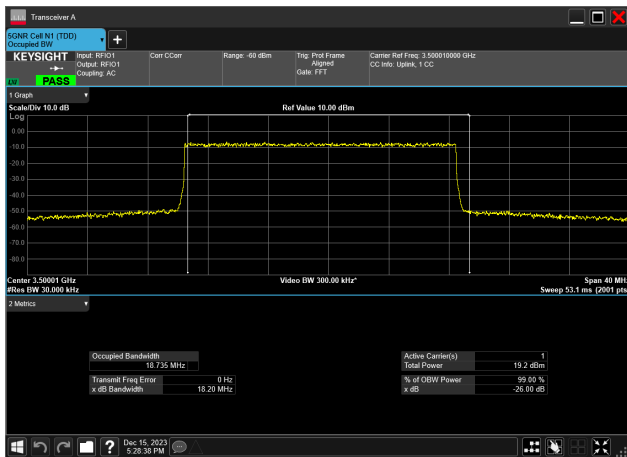 Transceiver A
5GNR Cell N1 (TDD)
Occupied BW
KEYSIGHT
LXI
PASS
Input: RFIO1
Output: RFIO1
Coupling: AC
Corr CCorr
Range: -60 dBm
Trig: Prot Frame
Aligned
Gate: FFT
Carrier Ref Freq: 3.500010000 GHz
CC Info: Uplink, 1 CC
1 Graph
Scale/Div 10.0 dB
Ref Value 10.00 dBm
Log
0.00
-10.0
-20.0
-30.0
-40.0
-50.0
-60.0
-70.0
-80.0
Center 3.50001 GHz
Video BW 300.00 kHz*
Span 40 MHz
#Res BW 30.000 kHz
Sweep 53.1 ms (2001 pts
2 Metrics
Occupied Bandwidth
18.735 MHz
Transmit Freq Error 0 Hz
x dB Bandwidth 18.20 MHz
Active Carrier(s) 1
Total Power 19.2 dBm
% of OBW Power 99.00 %
x dB -26.00 dB
Dec 15, 2023
5:28:38 PM